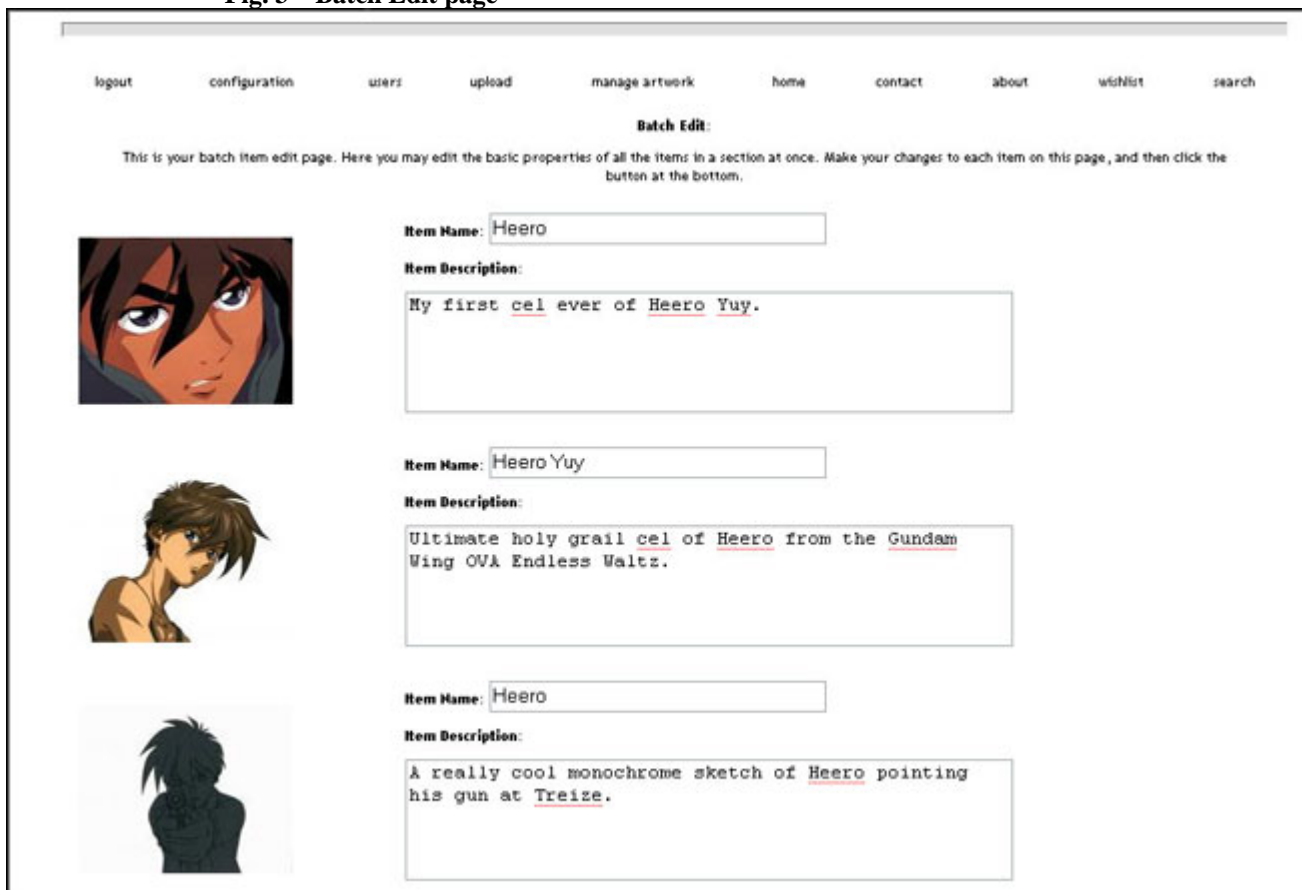 Fig. 5 – Batch Edit page
logout configuration users upload manage artwork home contact about wishlist search
Batch Edit:
This is your batch item edit page. Here you may edit the basic properties of all the items in a section at once. Make your changes to each item on this page, and then click the
button at the bottom.
Item Name: Heero
Item Description:
My first cel ever of Heero Yuy.
Item Name: Heero Yuy
Item Description:
Ultimate holy grail cel of Heero from the Gundam
Wing OVA Endless Waltz.
Item Name: Heero
Item Description:
A really cool monochrome sketch of Heero pointing
his gun at Treize.